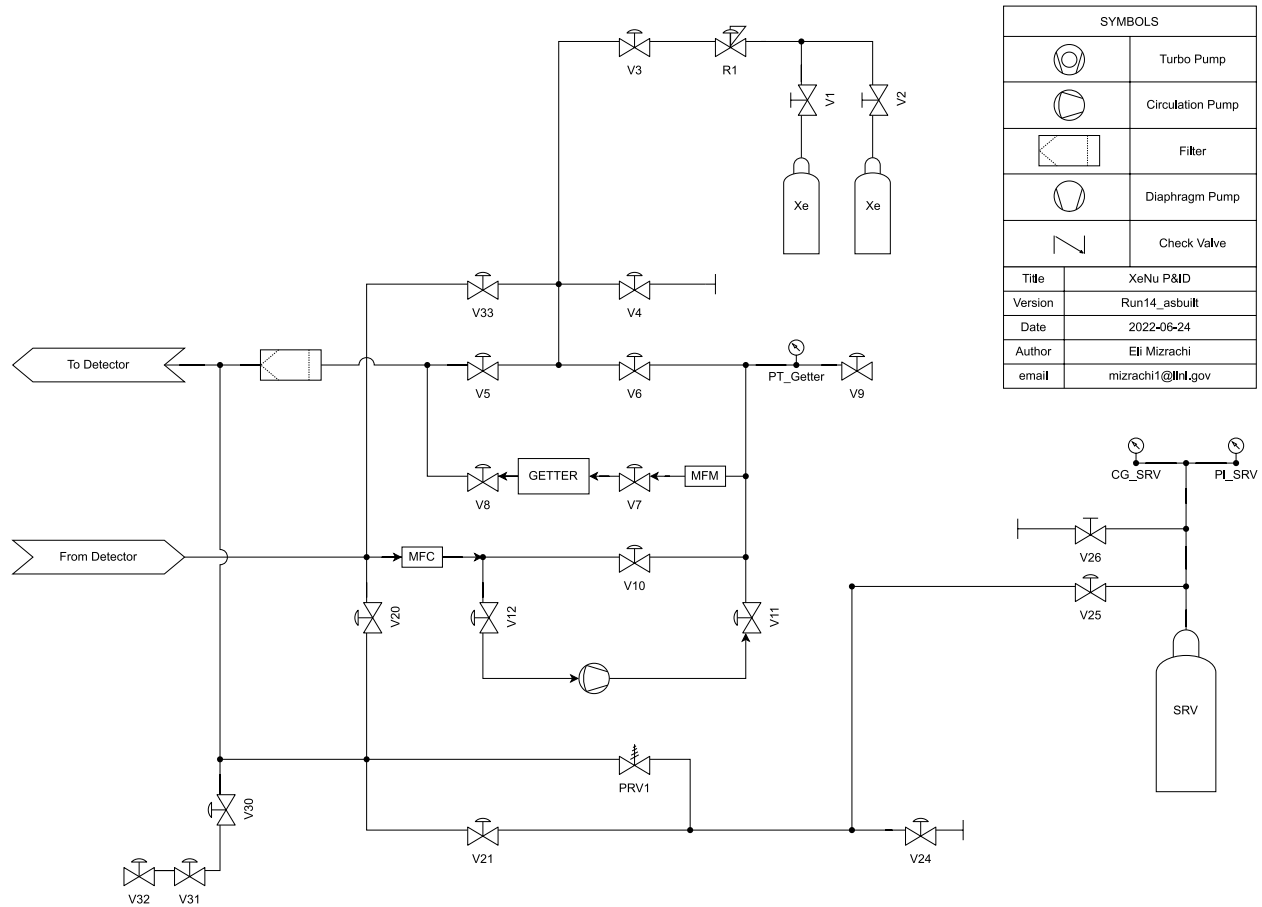 SYMBOLS
Turbo Pump
Circulation Pump
Filter
Diaphragm Pump
Check Valve
Title XeNu P&ID
Version Run14_asbuilt
Date 2022-06-24
Author Eli Mizrachi
email mizrachi1@llnl.gov
V3
R1
V1
V2
Xe
Xe
V33
V4
To Detector
V5
V6
PT_Getter
V9
V8
GETTER
V7
MFM
CG_SRV
PI_SRV
From Detector
MFC
V10
V26
V20
V12
V11
V25
SRV
PRV1
V30
V21
V24
V32
V31